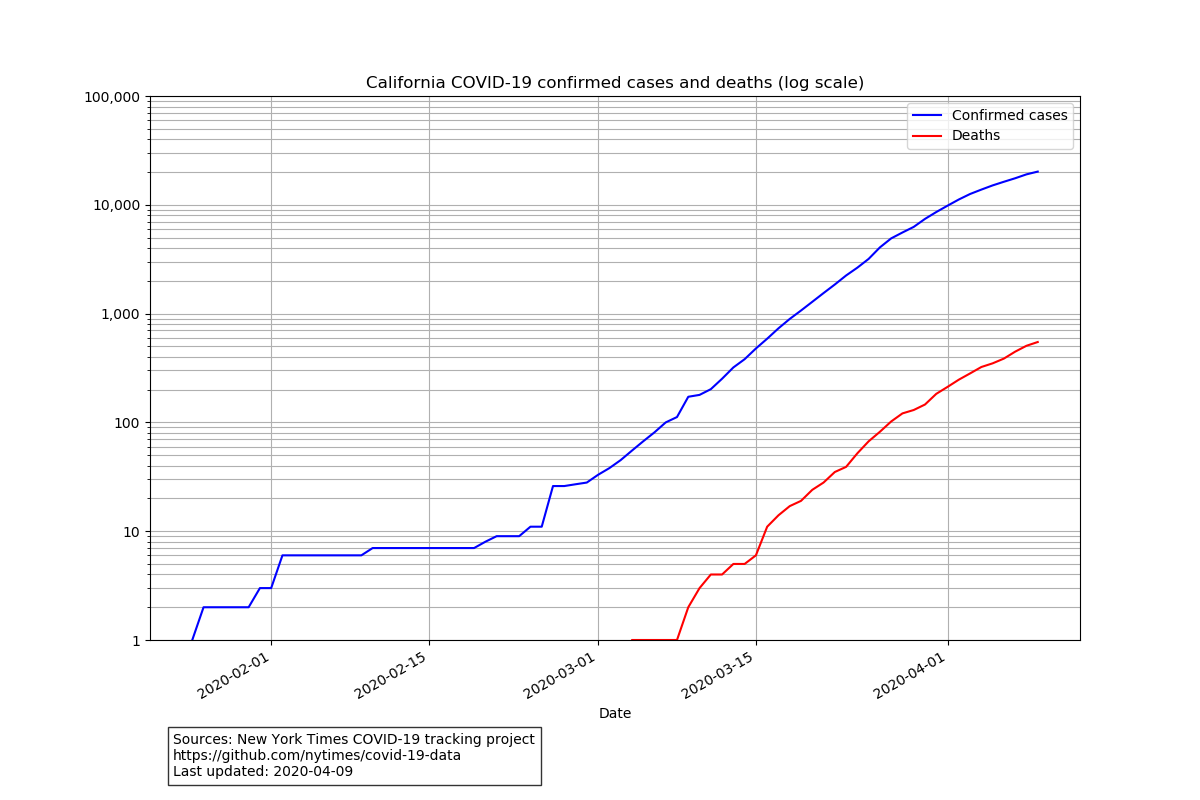 California COVID-19 confirmed cases and deaths (log scale)
100,000
10,000
1,000
100
10
1
Confirmed cases
Deaths
2020-02-01
2020-02-15
2020-03-01
2020-03-15
2020-04-01
Date
Sources: New York Times COVID-19 tracking project
https://github.com/nytimes/covid-19-data
Last updated: 2020-04-09